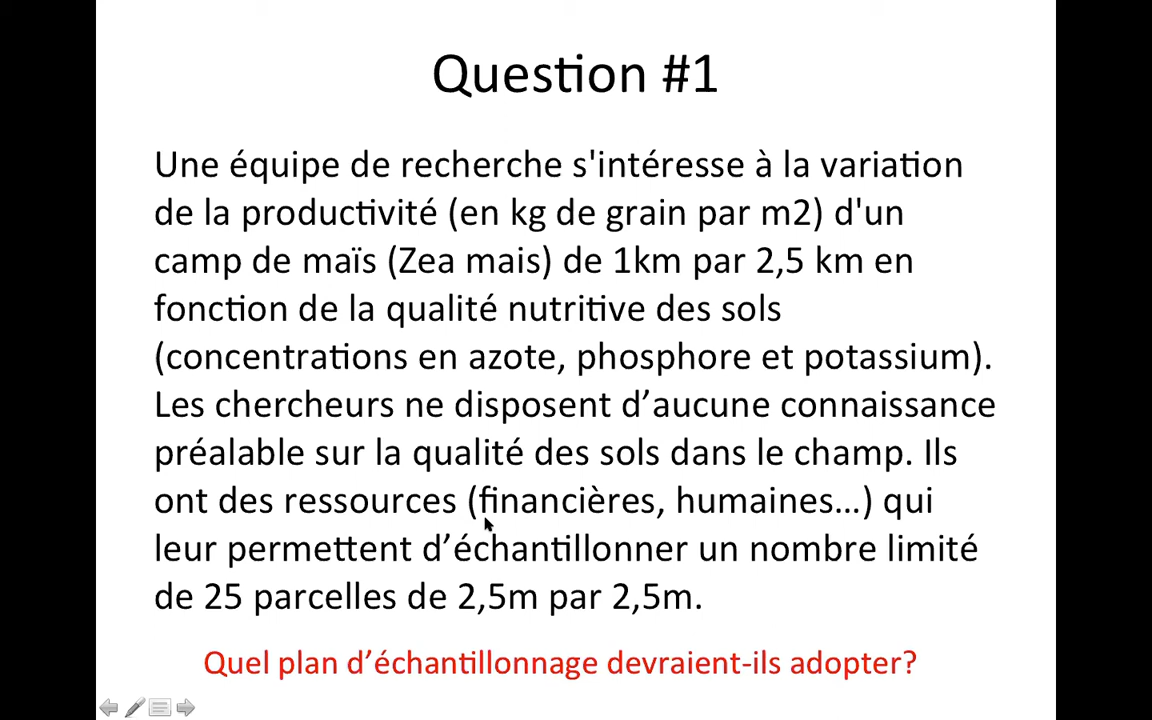 Question #1
Une équipe de recherche s'intéresse à la variation
de la productivité (en kg de grain par m2) d'un
camp de maïs (Zea mais) de 1km par 2,5 km en
fonction de la qualité nutritive des sols
(concentrations en azote, phosphore et potassium).
Les chercheurs ne disposent d’aucune connaissance
préalable sur la qualité des sols dans le champ. Ils
ont des ressources (financières, humaines…) qui
leur permettent d’échantillonner un nombre limité
de 25 parcelles de 2,5m par 2,5m.
Quel plan d’échantillonnage devraient-ils adopter?